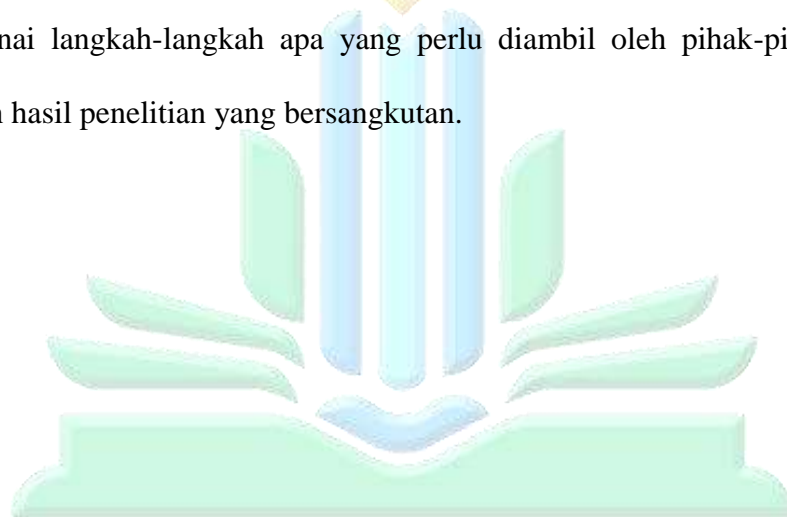 nai langkah-langkah apa yang perlu diambil oleh pihak-pi
hasil penelitian yang bersangkutan.